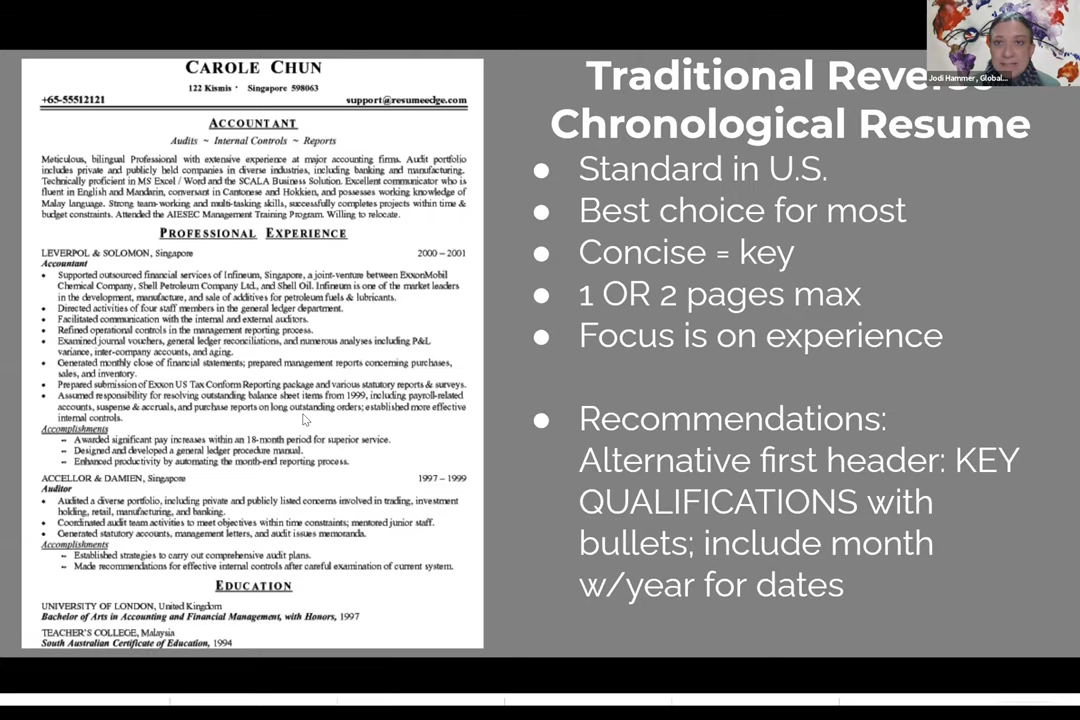 CAROLE CHUN
122 Kismis · Singapore 598063
+65-55512121 support@resumeedge.com
ACCOUNTANT
Audits ~ Internal Controls ~ Reports
Meticulous, bilingual Professional with extensive experience at major accounting firms. Audit portfolio
includes private and publicly held companies in diverse industries, including banking and manufacturing.
Technically proficient in MS Excel / Word and the SCALA Business Solution. Excellent communicator who is
fluent in English and Mandarin, conversant in Cantonese and Hokkien, and possesses working knowledge of
Malay language. Strong team-working and multi-tasking skills, successfully completes projects within time &
budget constraints. Attended the AIESEC Management Training Program. Willing to relocate.
PROFESSIONAL EXPERIENCE
LEVERPOL & SOLOMON, Singapore 2000 – 2001
Accountant
• Supported outsourced financial services of Infineum, Singapore, a joint-venture between ExxonMobil
Chemical Company, Shell Petroleum Company Ltd., and Shell Oil. Infineum is one of the market leaders
in the development, manufacture, and sale of additives for petroleum fuels & lubricants.
• Directed activities of four staff members in the general ledger department.
• Facilitated communication with the internal and external auditors.
• Refined operational controls in the management reporting process.
• Examined journal vouchers, general ledger reconciliations, and numerous analyses including P&L
variance, inter-company accounts, and aging.
• Generated monthly close of financial statements; prepared management reports concerning purchases,
sales, and inventory.
• Prepared submission of Exxon US Tax Conform Reporting package and various statutory reports & surveys.
• Assumed responsibility for resolving outstanding balance sheet items from 1999, including payroll-related
accounts, suspense & accruals, and purchase reports on long outstanding orders; established more effective
internal controls.
Accomplishments
-- Awarded significant pay increases within an 18-month period for superior service.
-- Designed and developed a general ledger procedure manual.
-- Enhanced productivity by automating the month-end reporting process.
ACCELLOR & DAMIEN, Singapore 1997 – 1999
Auditor
• Audited a diverse portfolio, including private and publicly listed concerns involved in trading, investment
holding, retail, manufacturing, and banking.
• Coordinated audit team activities to meet objectives within time constraints; mentored junior staff.
• Generated statutory accounts, management letters, and audit issues memoranda.
Accomplishments
-- Established strategies to carry out comprehensive audit plans.
-- Made recommendations for effective internal controls after careful examination of current system.
EDUCATION
UNIVERSITY OF LONDON, United Kingdom
Bachelor of Arts in Accounting and Financial Management, with Honors, 1997
TEACHER'S COLLEGE, Malaysia
South Australian Certificate of Education, 1994
Traditional Reverse
Chronological Resume
• Standard in U.S.
• Best choice for most
• Concise = key
• 1 OR 2 pages max
• Focus is on experience
• Recommendations:
Alternative first header: KEY
QUALIFICATIONS with
bullets; include month
w/year for dates
Jodi Hammer, Global...